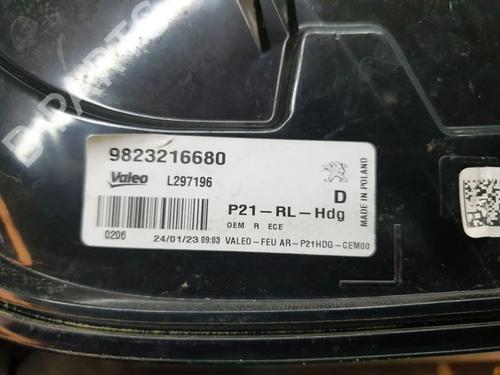 B-PARTS
9823216680
Valeo L297196
D
P21-RL-Hdg
OEM R ECE
0206 24/01/23 09:03 VALEO-FEU AR-P21HDG-CEM00
MADE IN POLAND